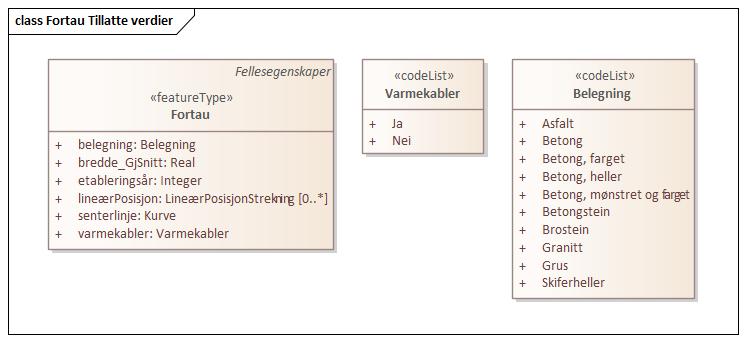 class Fortau Tillatte verdier
Fellesegenskaper
«featureType»
Fortau
+ belegning: Belegning
+ bredde_GjSnitt: Real
+ etableringsår: Integer
+ lineærPosisjon: LineærPosisjonStrekning [0..*]
+ senterlinje: Kurve
+ varmekabler: Varmekabler
«codeList»
Varmekabler
+ Ja
+ Nei
«codeList»
Belegning
+ Asfalt
+ Betong
+ Betong, farget
+ Betong, heller
+ Betong, mønstret og farget
+ Betongstein
+ Brostein
+ Granitt
+ Grus
+ Skiferheller